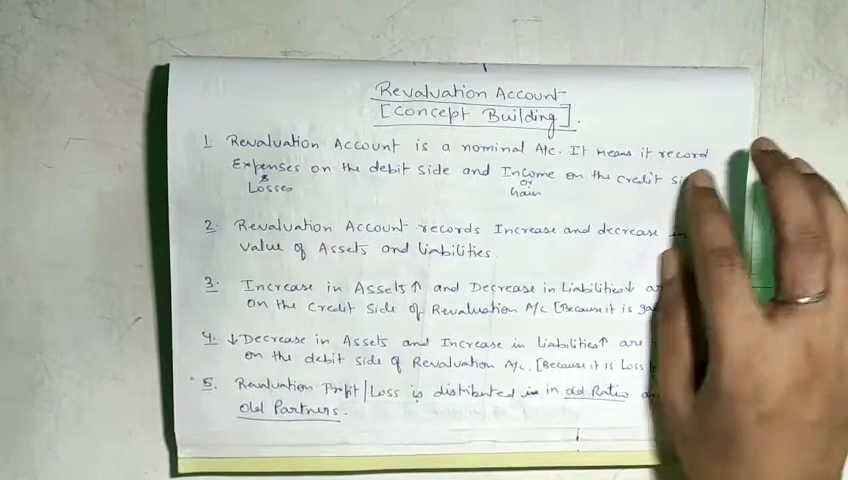 Revaluation Account
[Concept Building].
1. Revaluation Account is a nominal A/c. It means it record
Expenses on the debit side and Income on the credit si
& Losses
or Gain
2. Revaluation Account records Increase and decrease in
value of Assets and liabilities.
3. Increase in Assets↑ and Decrease in Liabilities↓ a
on the credit side of Revaluation A/c [Because it is ga
4. ↓Decrease in Assets and Increase in liabilities↑ are
on the debit side of Revaluation A/c. [Because it is Loss
5. Revaluation Profit/Loss is distributed in old Ratio a
old Partners.